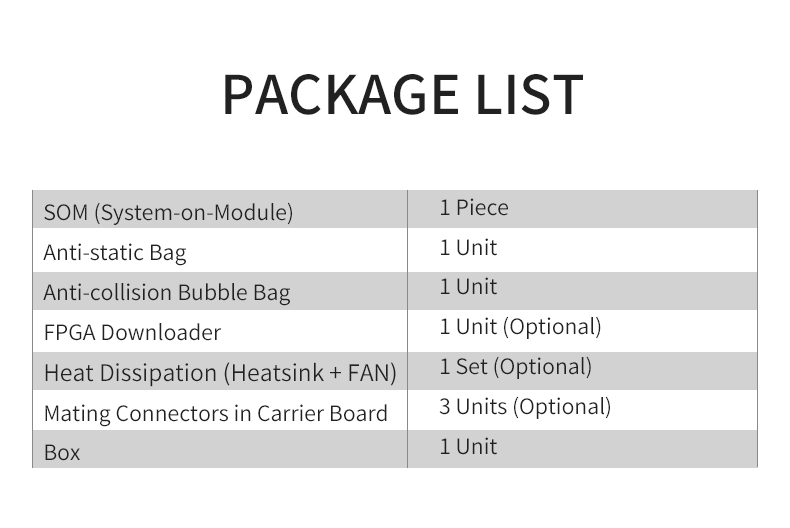 PACKAGE LIST
SOM (System-on-Module) 1 Piece
Anti-static Bag 1 Unit
Anti-collision Bubble Bag 1 Unit
FPGA Downloader 1 Unit (Optional)
Heat Dissipation (Heatsink + FAN) 1 Set (Optional)
Mating Connectors in Carrier Board 3 Units (Optional)
Box 1 Unit